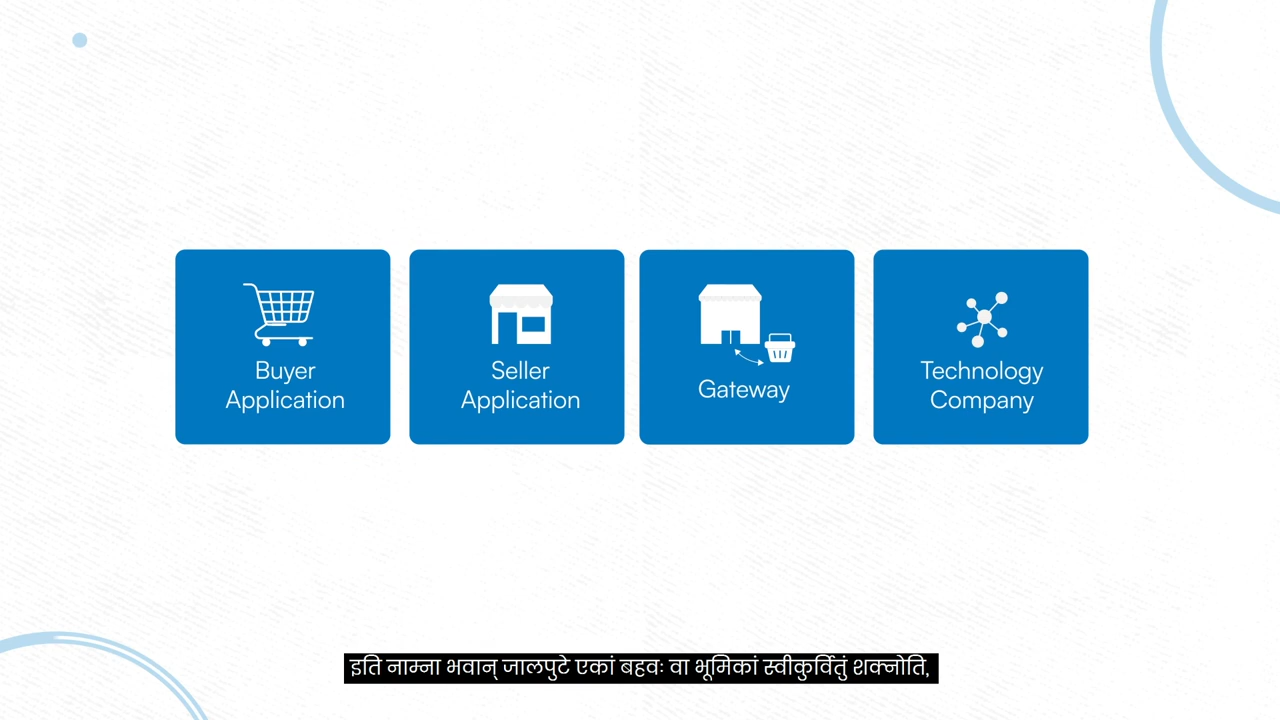 Buyer
Application
Seller
Application
Gateway
Technology
Company
इति नाम्ना भवान् जालपुटे एकां बहवः वा भूमिकां स्वीकुर्वितुं शक्नोति,